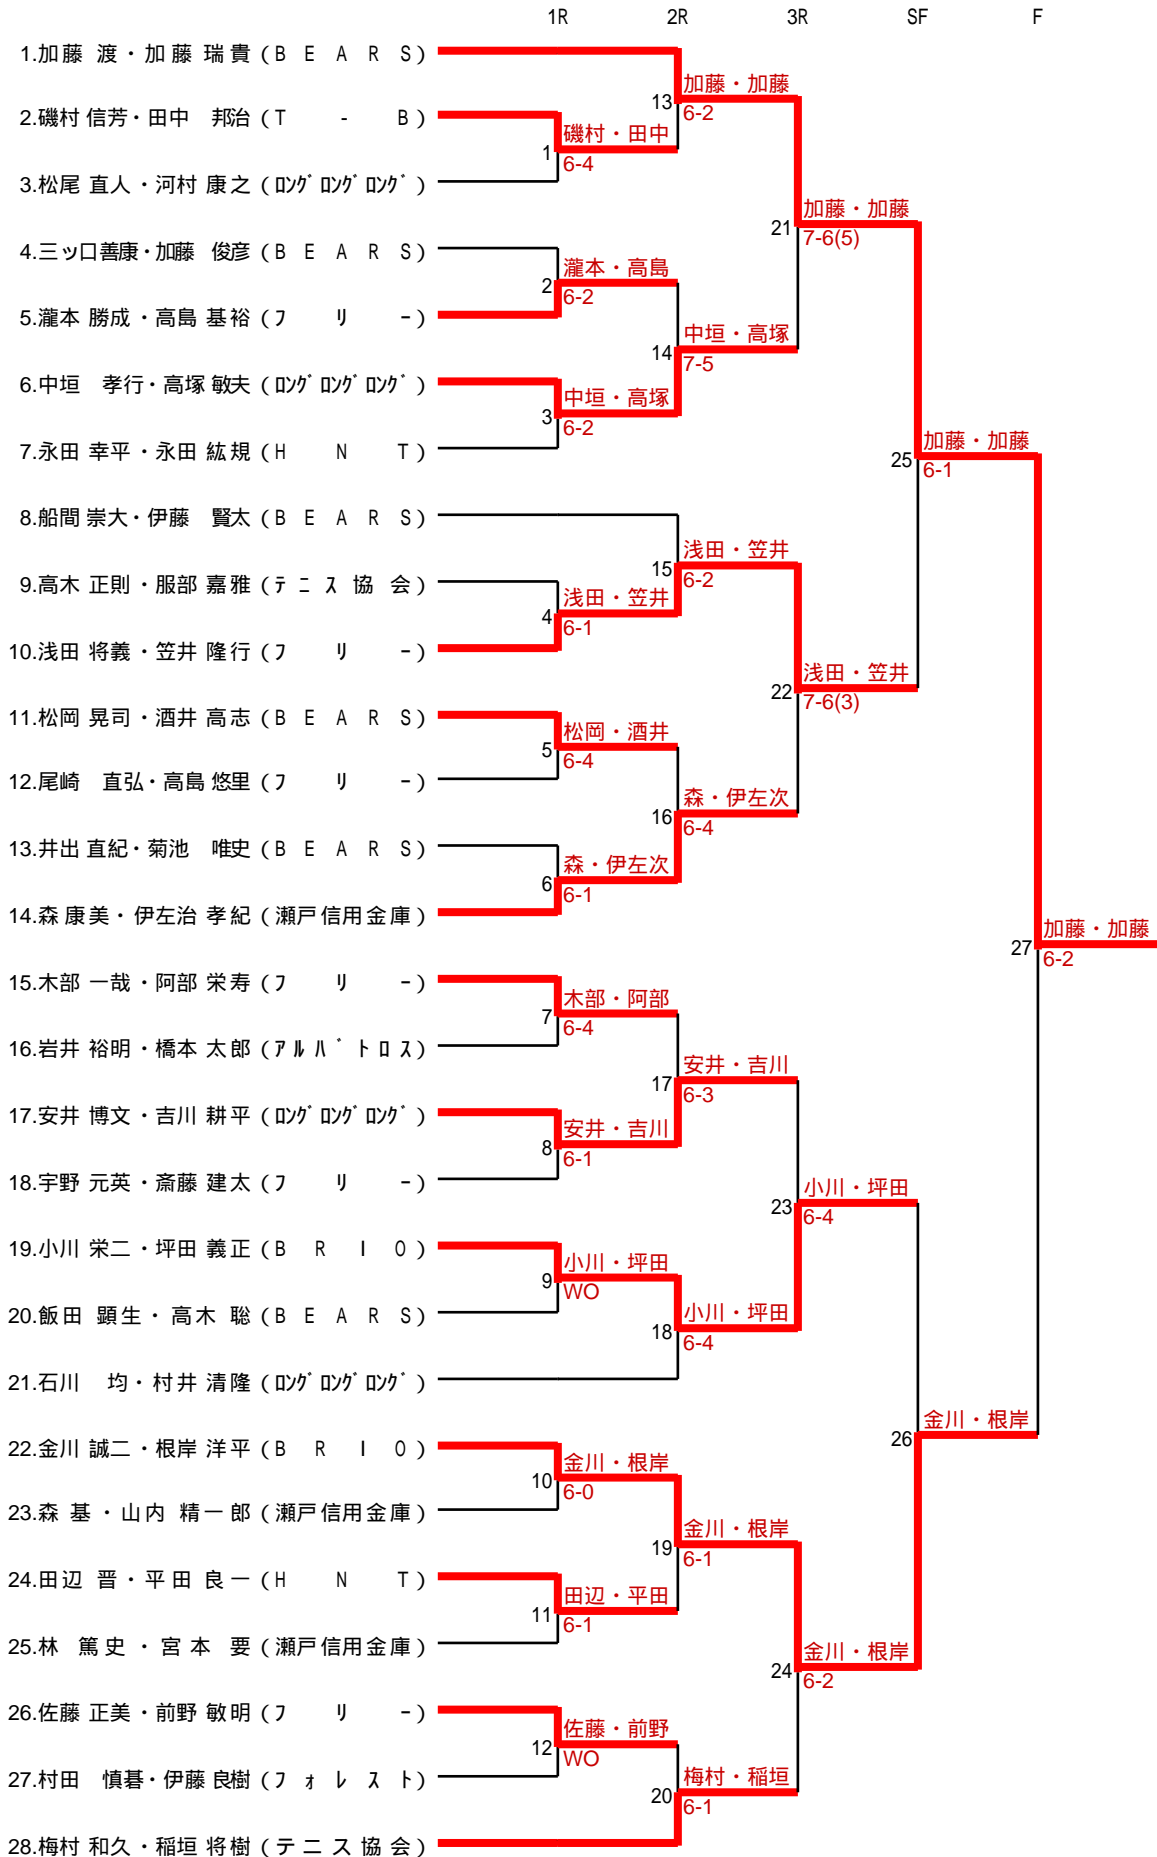 1R 2R 3R SF F
1.加藤 渡・加藤 瑞貴 (BEARS)
加藤・加藤
13 6-2
2.磯村 信芳・田中 邦治 (T-B)
磯村・田中
1 6-4
3.松尾 直人・河村 康之 (ロングロングロング)
加藤・加藤
21 7-6(5)
4.三ッ口善康・加藤 俊彦 (BEARS)
瀧本・高島
2 6-2
5.瀧本 勝成・高島 基裕 (フリー)
中垣・高塚
14 7-5
6.中垣 孝行・高塚 敏夫 (ロングロングロング)
中垣・高塚
3 6-2
7.永田 幸平・永田 紘規 (HNT)
加藤・加藤
25 6-1
8.船間 崇大・伊藤 賢太 (BEARS)
浅田・笠井
15 6-2
9.高木 正則・服部 嘉雅 (テニス協会)
浅田・笠井
4 6-1
10.浅田 将義・笠井 隆行 (フリー)
浅田・笠井
22 7-6(3)
11.松岡 晃司・酒井 高志 (BEARS)
松岡・酒井
5 6-4
12.尾崎 直弘・高島 悠里 (フリー)
森・伊左次
16 6-4
13.井出 直紀・菊池 唯史 (BEARS)
森・伊左次
6 6-1
14.森 康美・伊左治 孝紀 (瀬戸信用金庫)
加藤・加藤
27 6-2
15.木部 一哉・阿部 栄寿 (フリー)
木部・阿部
7 6-4
16.岩井 裕明・橋本 太郎 (アルバトロス)
安井・吉川
17 6-3
17.安井 博文・吉川 耕平 (ロングロングロング)
安井・吉川
8 6-1
18.宇野 元英・斎藤 建太 (フリー)
小川・坪田
23 6-4
19.小川 栄二・坪田 義正 (BRIO)
小川・坪田
9 WO
20.飯田 顕生・高木 聡 (BEARS)
小川・坪田
18 6-4
21.石川 均・村井 清隆 (ロングロングロング)
金川・根岸
26
22.金川 誠二・根岸 洋平 (BRIO)
金川・根岸
10 6-0
23.森 基・山内 精一郎 (瀬戸信用金庫)
金川・根岸
19 6-1
24.田辺 晋・平田 良一 (HNT)
田辺・平田
11 6-1
25.林 篤史・宮本 要 (瀬戸信用金庫)
金川・根岸
24 6-2
26.佐藤 正美・前野 敏明 (フリー)
佐藤・前野
12 WO
27.村田 慎碁・伊藤 良樹 (フォレスト)
梅村・稲垣
20 6-1
28.梅村 和久・稲垣 将樹 (テニス協会)